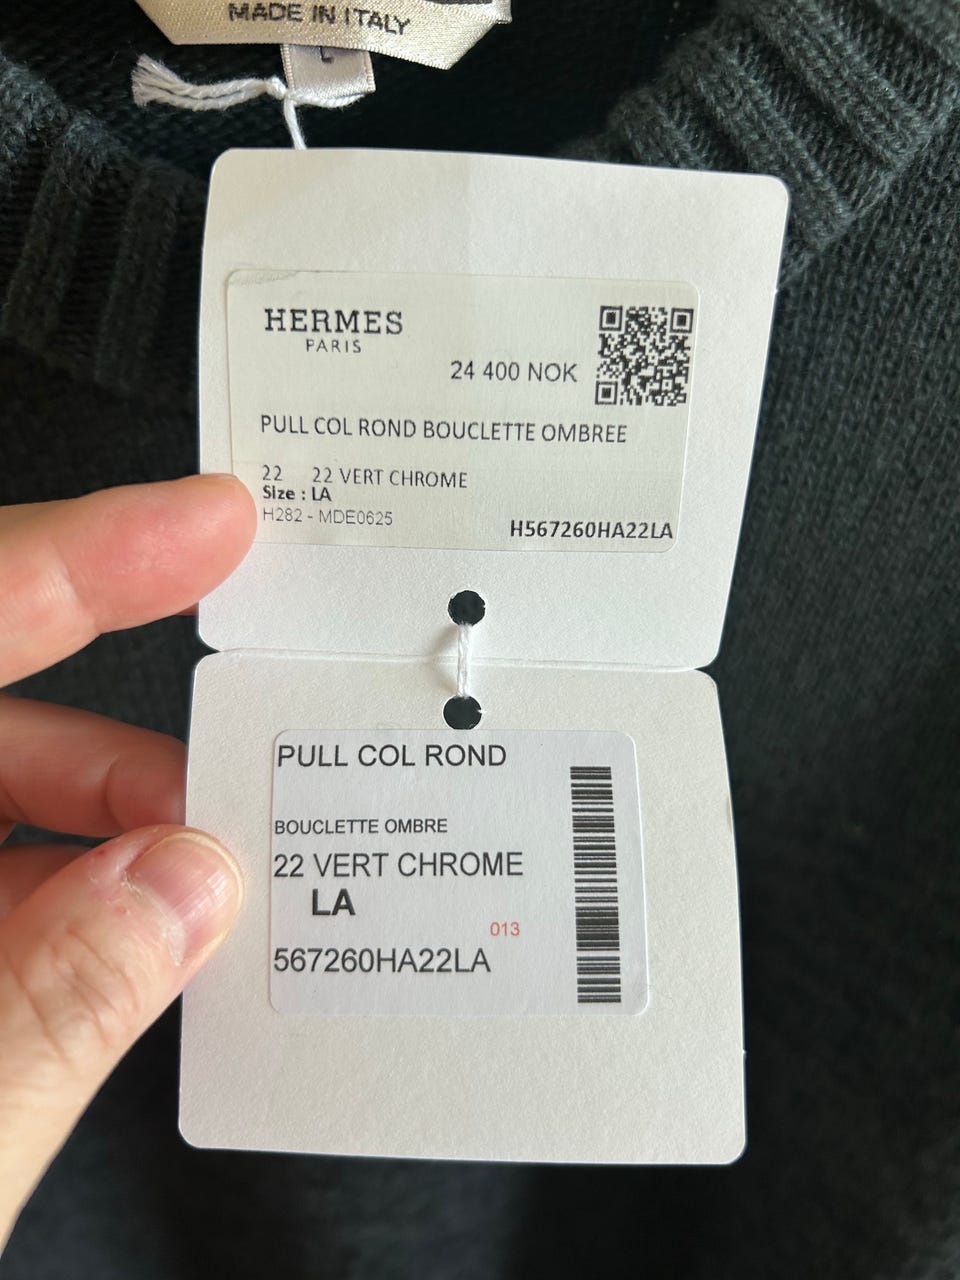 MADE IN ITALY
L
HERMES
PARIS
24 400 NOK
PULL COL ROND BOUCLETTE OMBREE
22 22 VERT CHROME
Size : LA
H282 - MDE0625
H567260HA22LA
PULL COL ROND
BOUCLETTE OMBRE
22 VERT CHROME
LA
013
567260HA22LA